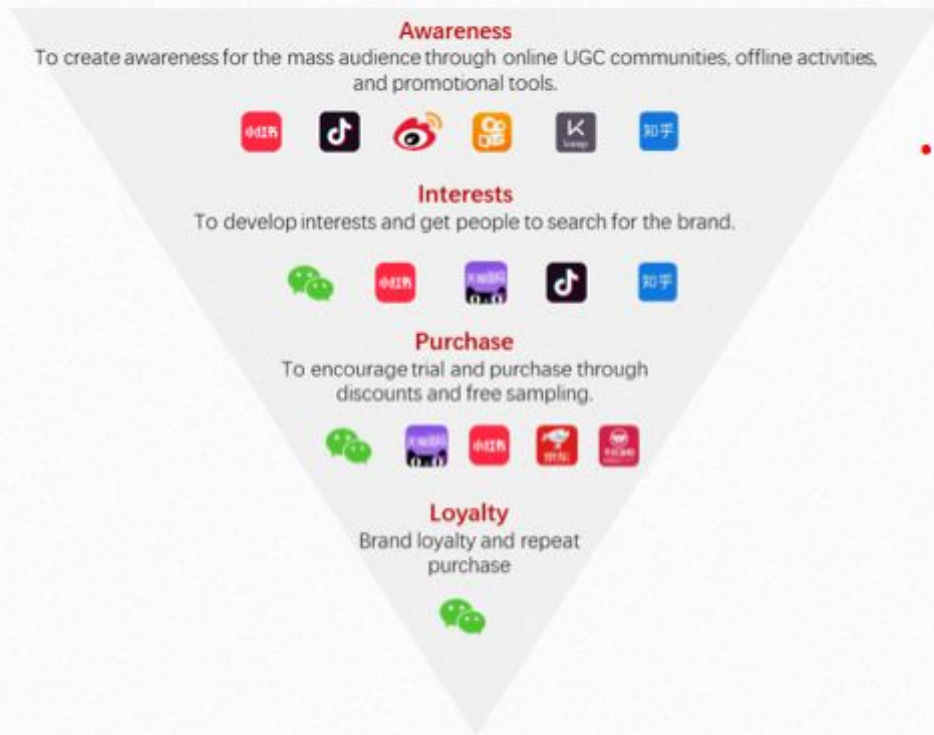 Awareness
To create awareness for the mass audience through online UGC communities, offline activities,
and promotional tools.
小红书
keep
知乎
Interests
To develop interests and get people to search for the brand.
小红书
知乎
Purchase
To encourage trial and purchase through
discounts and free sampling.
小红书
京东
Loyalty
Brand loyalty and repeat
purchase